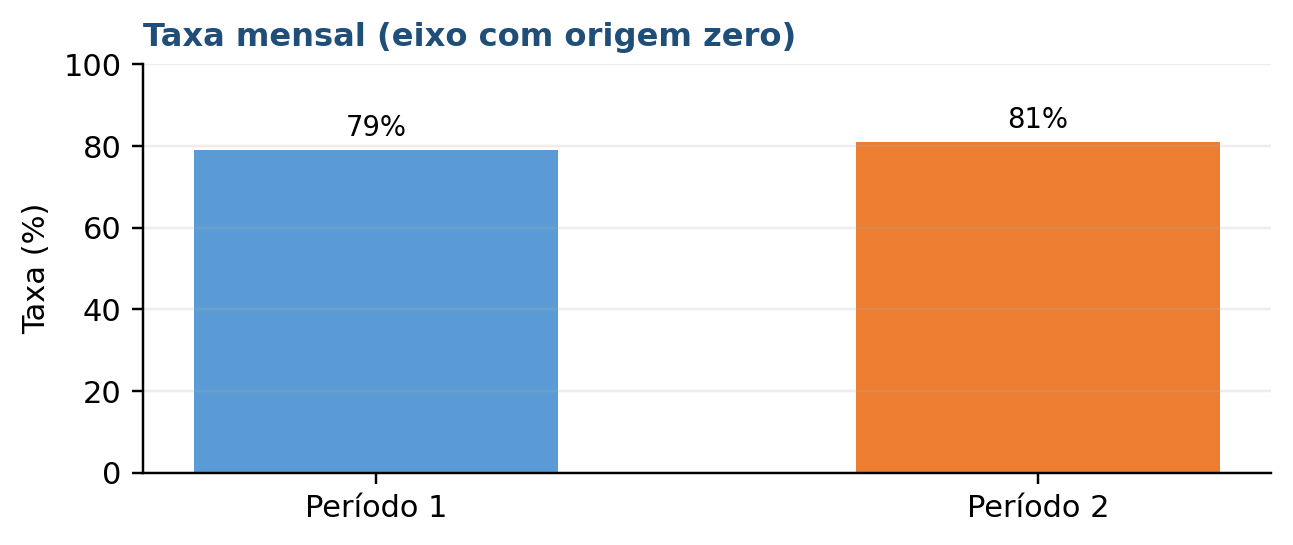 Taxa mensal (eixo com origem zero)
Taxa (%)
100
80
60
40
20
0
79%
81%
Período 1
Período 2